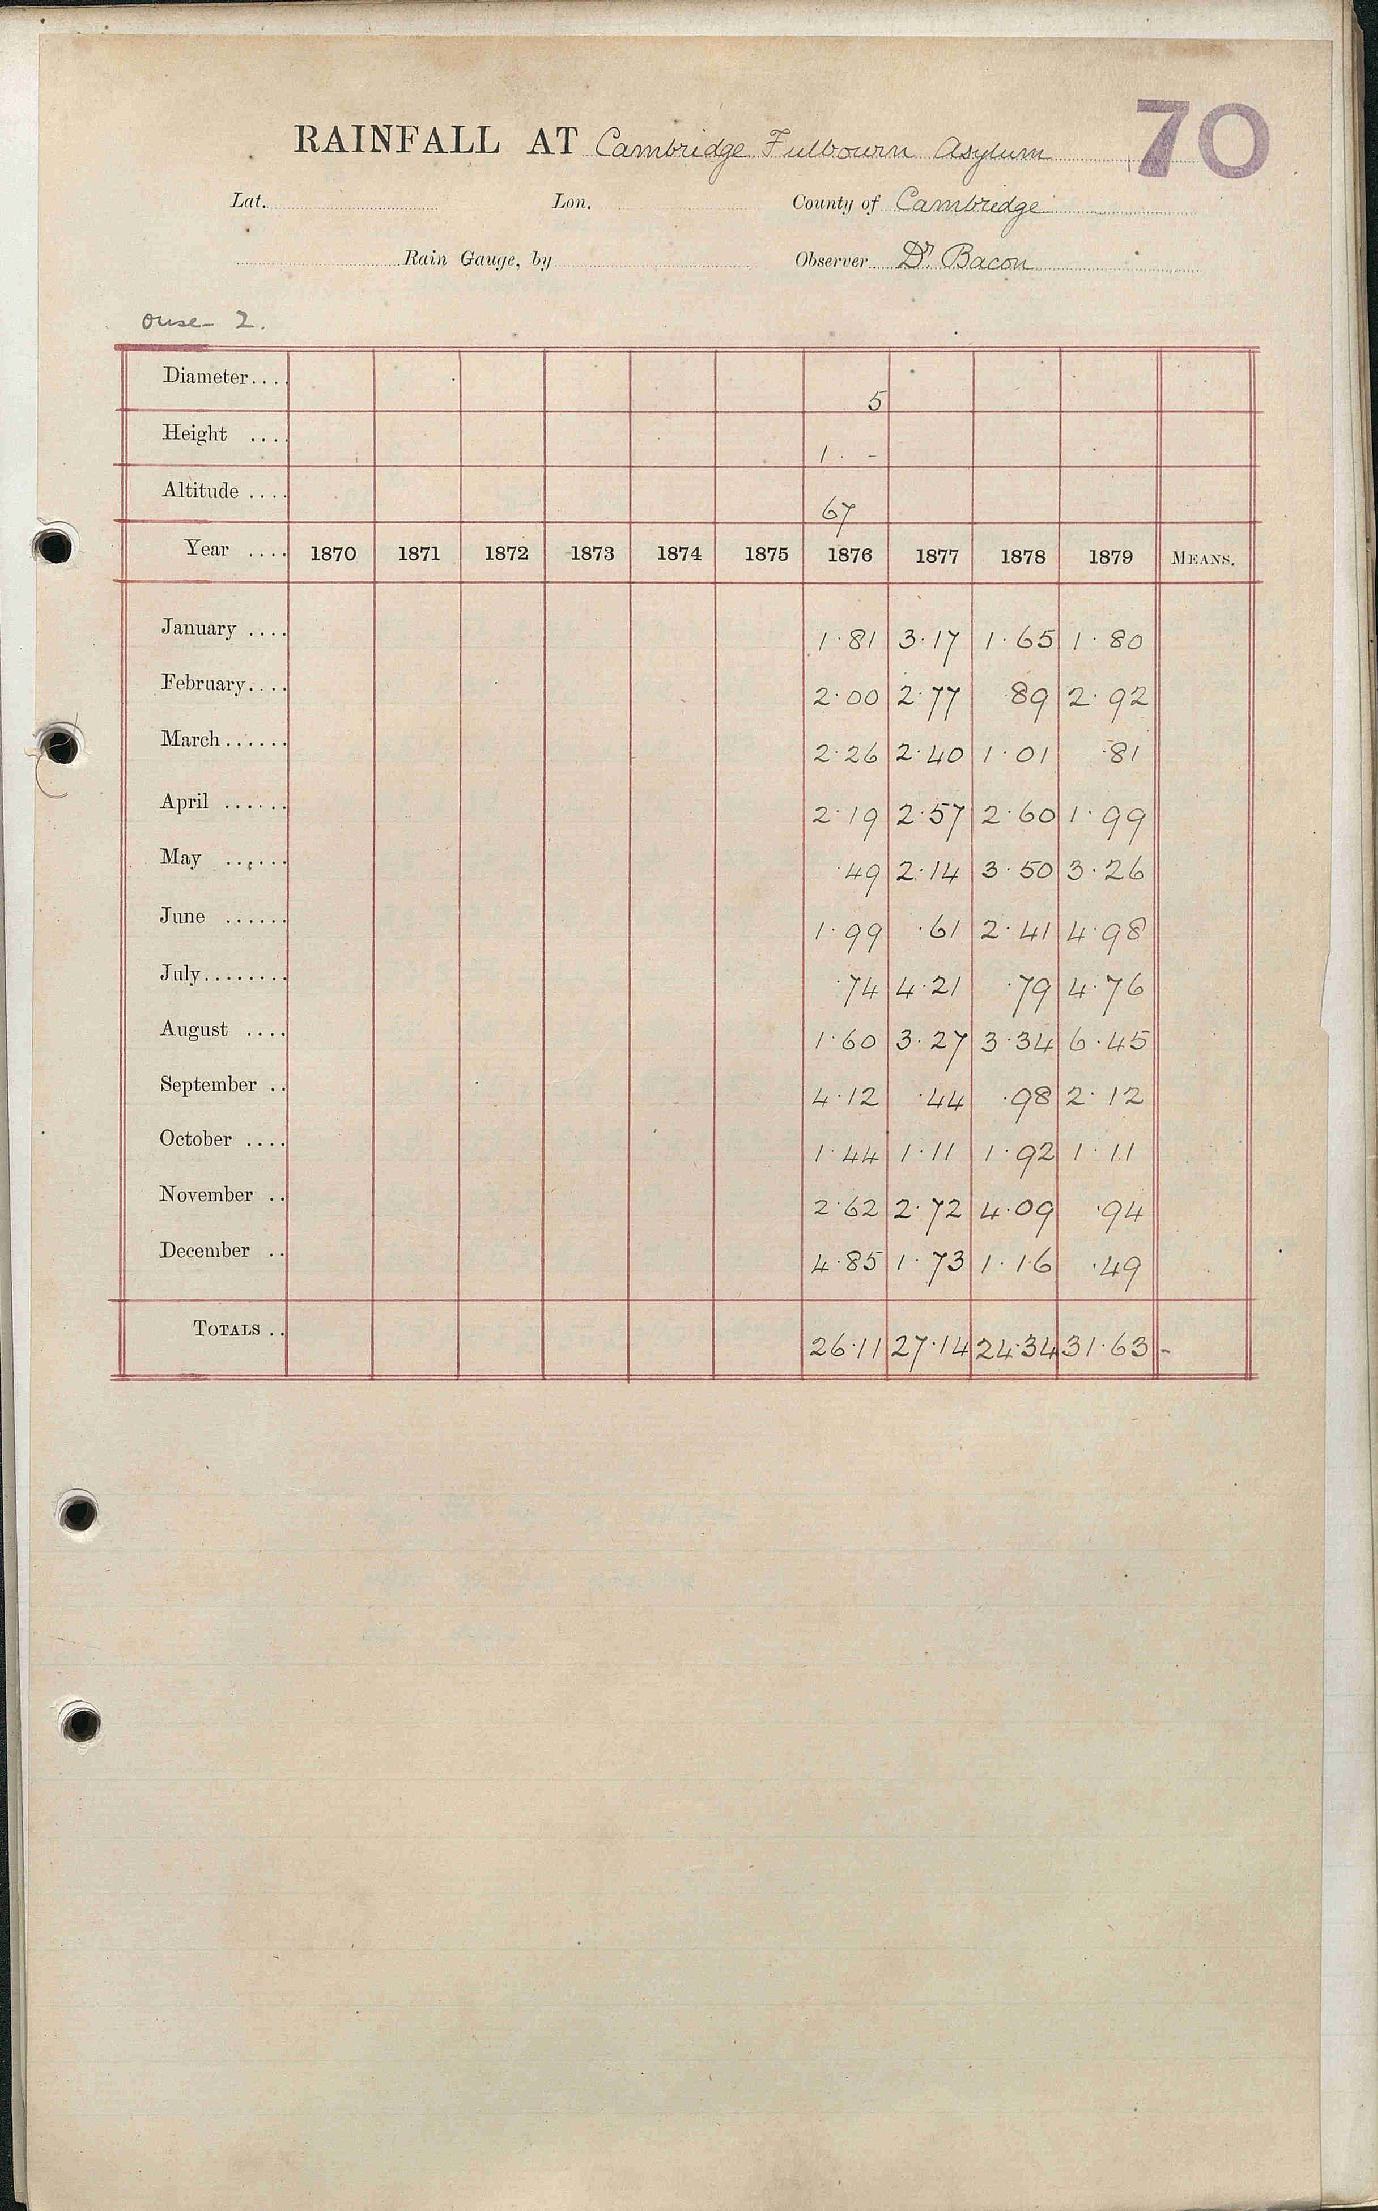 70
RAINFALL AT Cambridge Fulbourn Asylum
Lat. Lon. County of Cambridge
Rain Gauge, by Observer Dr Bacon
Ouse 2.
Diameter.... 5
Height .... 1 · -
Altitude .... 67
Year .... 1870 1871 1872 1873 1874 1875 1876 1877 1878 1879 MEANS.
January .... 1·81 3·17 1·65 1·80
February.... 2·00 2·77 ·89 2·92
March...... 2·26 2·40 1·01 ·81
April ...... 2·19 2·57 2·60 1·99
May ...... ·49 2·14 3·50 3·26
June ...... 1·99 ·61 2·41 4·98
July........ ·74 4·21 ·79 4·76
August .... 1·60 3·27 3·34 6·45
September .. 4·12 ·44 ·98 2·12
October .... 1·44 1·11 1·92 1·11
November .. 2·62 2·72 4·09 ·94
December .. 4·85 1·73 1·16 ·49
TOTALS .. 26·11 27·14 24·34 31·63 -